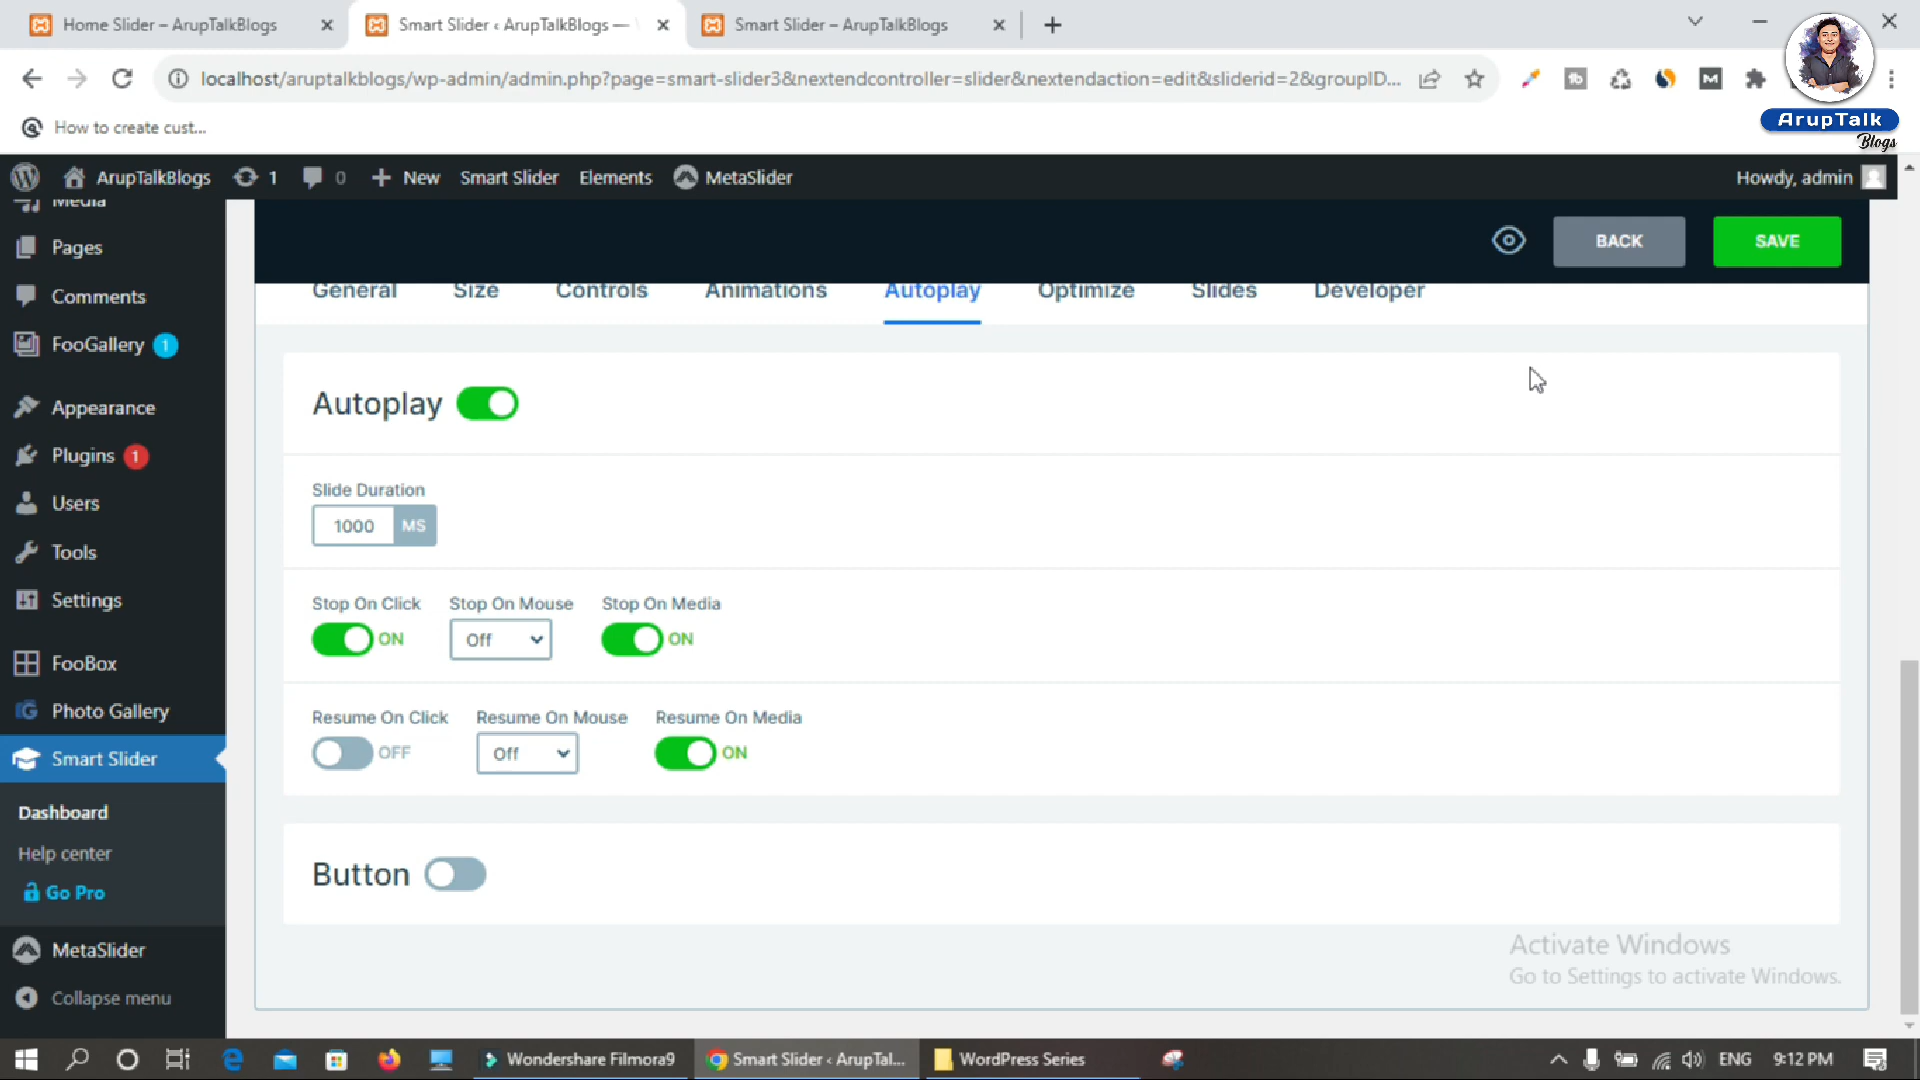 Home Slider – ArupTalkBlogs
Smart Slider ‹ ArupTalkBlogs —
Smart Slider – ArupTalkBlogs
localhost/aruptalkblogs/wp-admin/admin.php?page=smart-slider3&nextendcontroller=slider&nextendaction=edit&sliderid=2&groupID...
ArupTalk
Blogs
How to create cust...
ArupTalkBlogs
1
0
New
Smart Slider
Elements
MetaSlider
Howdy, admin
Media
Pages
Comments
FooGallery 1
Appearance
Plugins 1
Users
Tools
Settings
FooBox
Photo Gallery
Smart Slider
Dashboard
Help center
Go Pro
MetaSlider
Collapse menu
BACK
SAVE
General
Size
Controls
Animations
Autoplay
Optimize
Slides
Developer
Autoplay
Slide Duration
1000 MS
Stop On Click
Stop On Mouse
Stop On Media
ON
Off
ON
Resume On Click
Resume On Mouse
Resume On Media
OFF
Off
ON
Button
Activate Windows
Go to Settings to activate Windows.
Wondershare Filmora9
Smart Slider ‹ ArupTal...
WordPress Series
ENG
9:12 PM